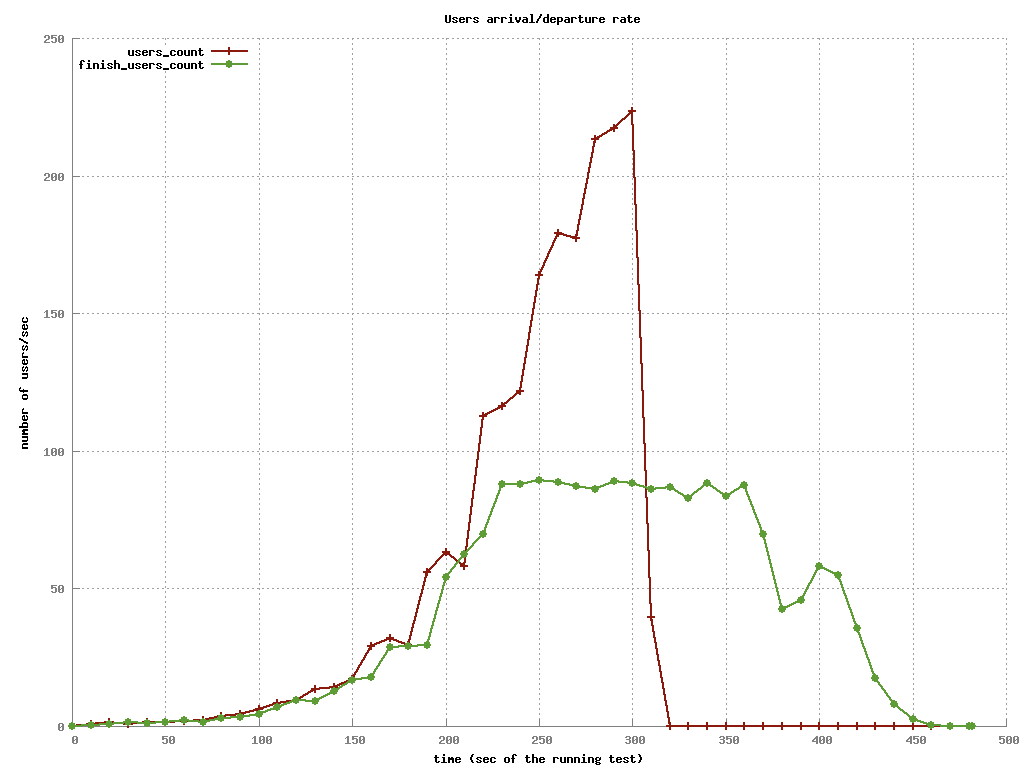 Users arrival/departure rate
250
users_count
finish_users_count
200
150
number of users/sec
100
50
0
0 50 100 150 200 250 300 350 400 450 500
time (sec of the running test)